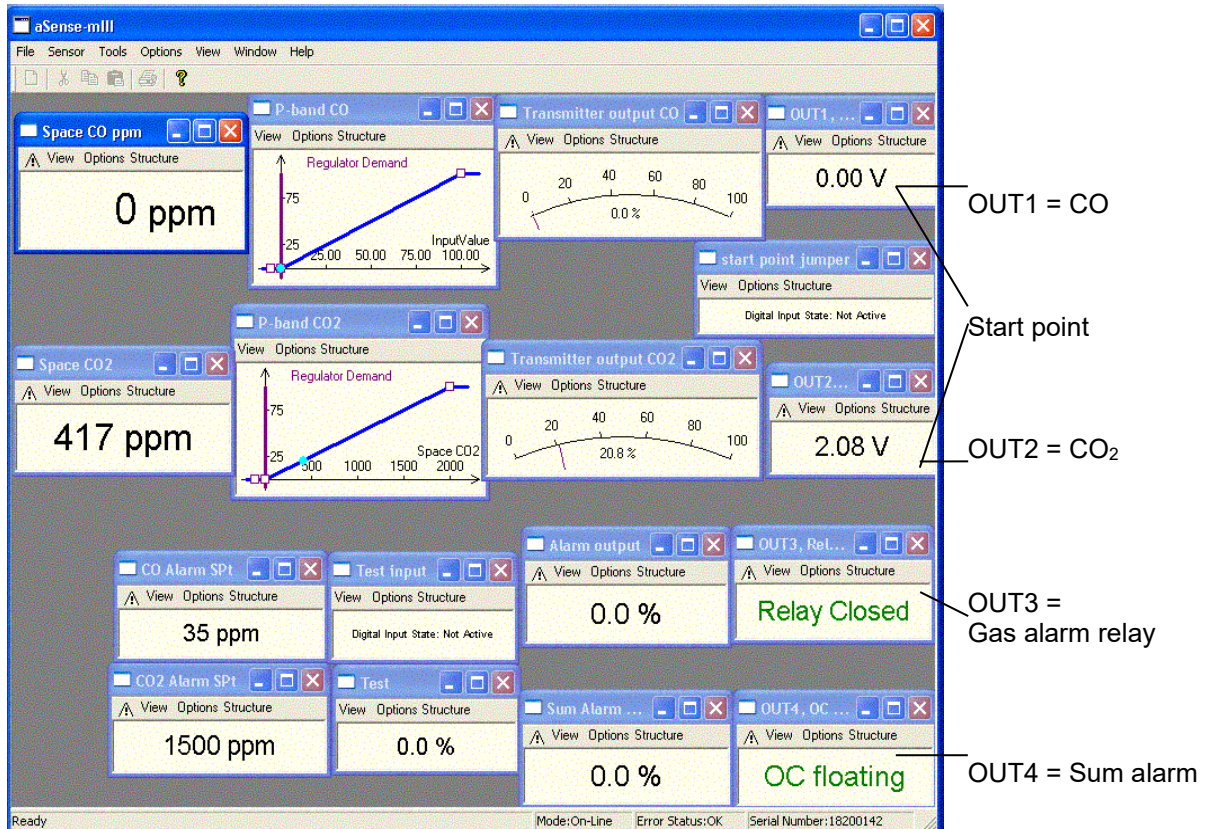 aSense-mIII
File Sensor Tools Options View Window Help
Space CO ppm
View Options Structure
0 ppm
P-band CO
View Options Structure
Regulator Demand
75
25
25.00 50.00 75.00 100.00
InputValue
Transmitter output CO
View Options Structure
0 20 40 60 80 100
0.0 %
OUT1, ...
View Options Structure
0.00 V
OUT1 = CO
start point jumper
View Options Structure
Digital Input State: Not Active
Start point
Space CO2
View Options Structure
417 ppm
P-band CO2
View Options Structure
Regulator Demand
75
25
500 1000 1500 2000
Space CO2
Transmitter output CO2
View Options Structure
0 20 40 60 80 100
20.8 %
OUT2...
View Options Structure
2.08 V
OUT2 = CO₂
CO Alarm SPt
View Options Structure
35 ppm
Test input
View Options Structure
Digital Input State: Not Active
Alarm output
View Options Structure
0.0 %
OUT3, Rel...
View Options Structure
Relay Closed
OUT3 =
Gas alarm relay
CO2 Alarm SPt
View Options Structure
1500 ppm
Test
View Options Structure
0.0 %
Sum Alarm ...
View Options Structure
0.0 %
OUT4, OC ...
View Options Structure
OC floating
OUT4 = Sum alarm
Ready
Mode:On-Line Error Status:OK Serial Number:18200142